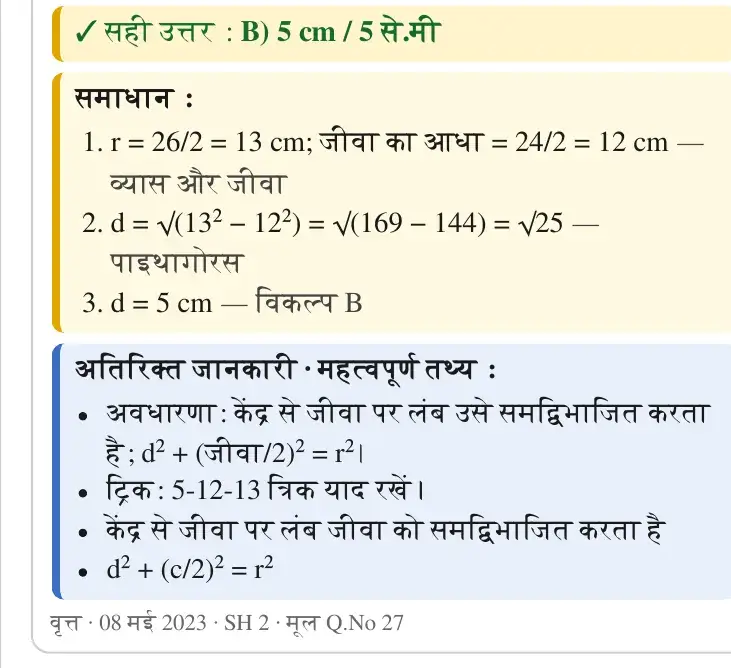 ✓ सही उत्तर : B) 5 cm / 5 से.मी
समाधान :
1. r = 26/2 = 13 cm; जीवा का आधा = 24/2 = 12 cm —
व्यास और जीवा
2. d = √(13² − 12²) = √(169 − 144) = √25 —
पाइथागोरस
3. d = 5 cm — विकल्प B
अतिरिक्त जानकारी · महत्वपूर्ण तथ्य :
• अवधारणा : केंद्र से जीवा पर लंब उसे समद्विभाजित करता
है ; d² + (जीवा/2)² = r²।
• ट्रिक : 5-12-13 त्रिक याद रखें ।
• केंद्र से जीवा पर लंब जीवा को समद्विभाजित करता है
• d² + (c/2)² = r²
वृत्त · 08 मई 2023 · SH 2 · मूल Q.No 27